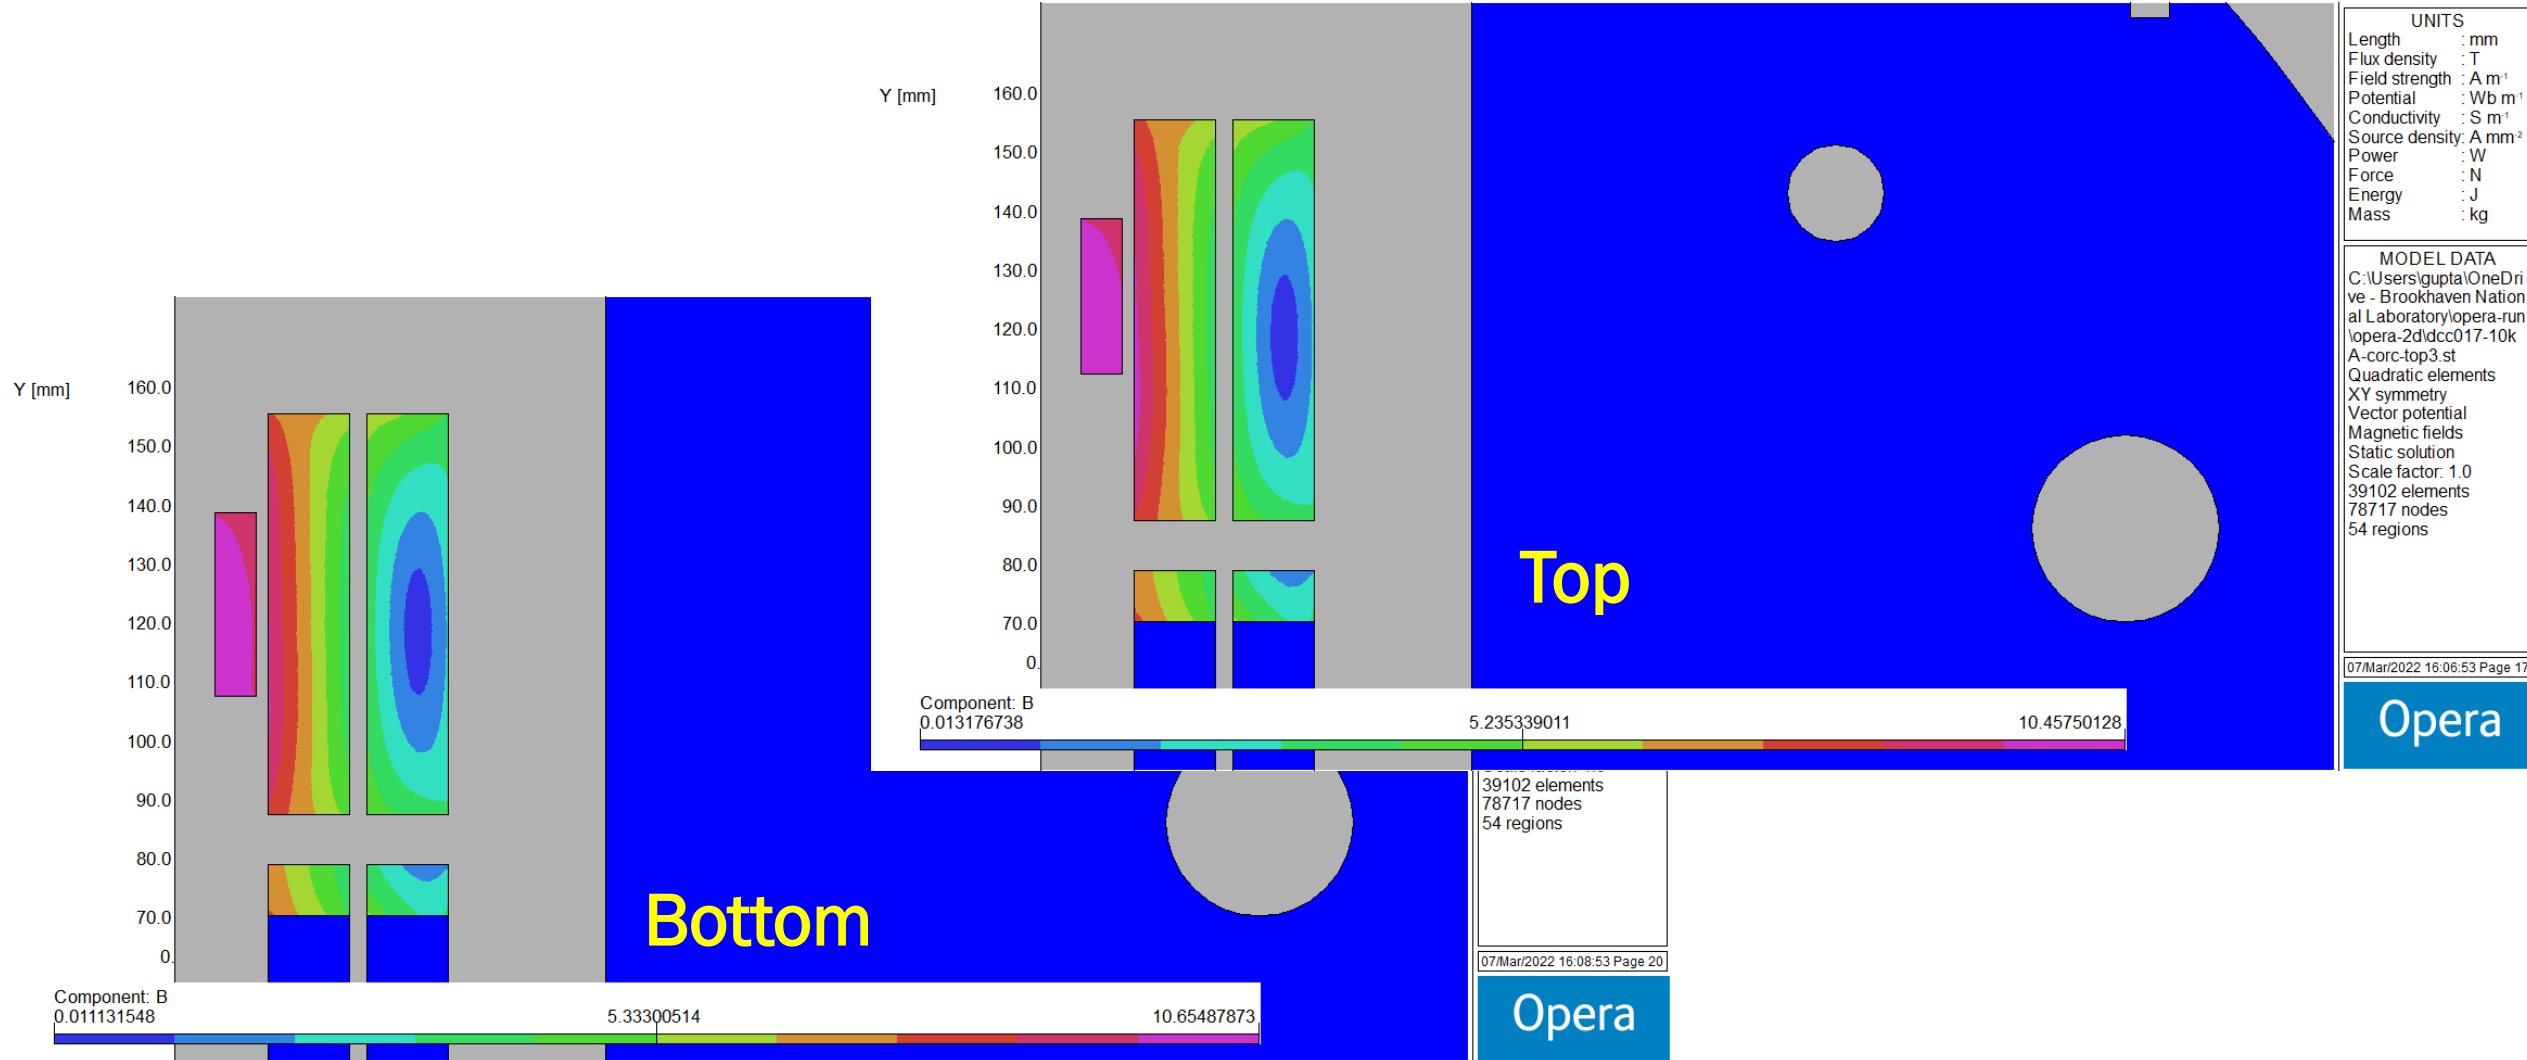 Y [mm]
160.0
150.0
140.0
130.0
120.0
110.0
100.0
90.0
80.0
70.0
0.
Top
Component: B
0.013176738
5.235339011
10.45750128
UNITS
Length : mm
Flux density : T
Field strength : A m⁻¹
Potential : Wb m⁻¹
Conductivity : S m⁻¹
Source density: A mm⁻²
Power : W
Force : N
Energy : J
Mass : kg
MODEL DATA
C:\Users\gupta\OneDri
ve - Brookhaven Nation
al Laboratory\opera-run
\opera-2d\dcc017-10k
A-corc-top3.st
Quadratic elements
XY symmetry
Vector potential
Magnetic fields
Static solution
Scale factor: 1.0
39102 elements
78717 nodes
54 regions
07/Mar/2022 16:06:53 Page 17
Opera
Y [mm]
160.0
150.0
140.0
130.0
120.0
110.0
100.0
90.0
80.0
70.0
0.
Bottom
Component: B
0.011131548
5.33300514
10.65487873
39102 elements
78717 nodes
54 regions
07/Mar/2022 16:08:53 Page 20
Opera